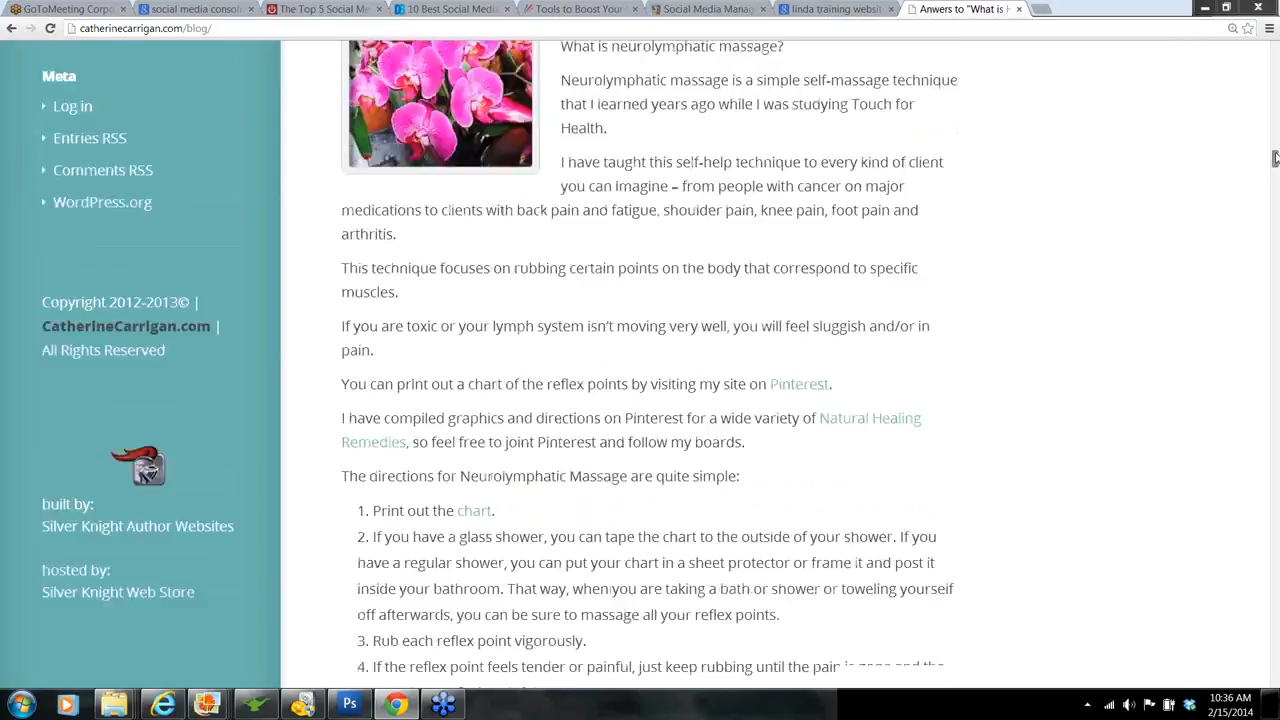 GoToMeeting Corpo
social media consol
The Top 5 Social Me
10 Best Social Medi
Tools to Boost Your
Social Media Manag
linda training websit
Anwers to "What is H
catherinecarrigan.com/blog/
Meta
Log in
Entries RSS
Comments RSS
WordPress.org
Copyright 2012-2013© |
CatherineCarrigan.com |
All Rights Reserved
built by:
Silver Knight Author Websites
hosted by:
Silver Knight Web Store
What is neurolymphatic massage?
Neurolymphatic massage is a simple self-massage technique
that I learned years ago while I was studying Touch for
Health.
I have taught this self-help technique to every kind of client
you can imagine – from people with cancer on major
medications to clients with back pain and fatigue, shoulder pain, knee pain, foot pain and
arthritis.
This technique focuses on rubbing certain points on the body that correspond to specific
muscles.
If you are toxic or your lymph system isn't moving very well, you will feel sluggish and/or in
pain.
You can print out a chart of the reflex points by visiting my site on Pinterest.
I have compiled graphics and directions on Pinterest for a wide variety of Natural Healing
Remedies, so feel free to joint Pinterest and follow my boards.
The directions for Neurolymphatic Massage are quite simple:
1. Print out the chart.
2. If you have a glass shower, you can tape the chart to the outside of your shower. If you
have a regular shower, you can put your chart in a sheet protector or frame it and post it
inside your bathroom. That way, when you are taking a bath or shower or toweling yourself
off afterwards, you can be sure to massage all your reflex points.
3. Rub each reflex point vigorously.
4. If the reflex point feels tender or painful, just keep rubbing until the pain is gone and the
Ps
10:36 AM
2/15/2014